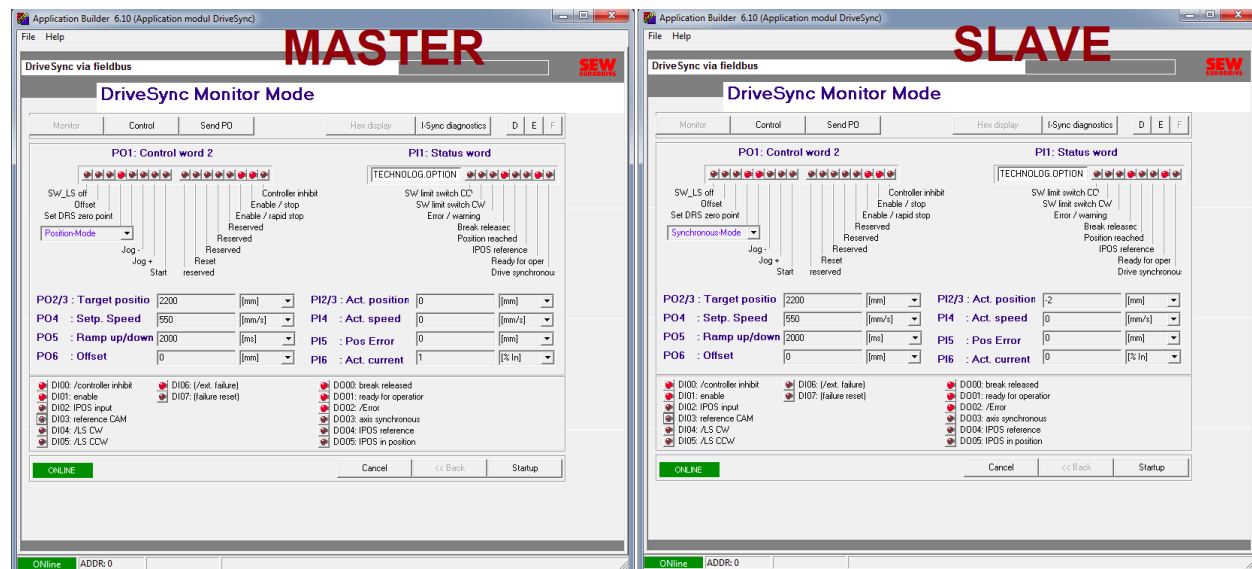 Application Builder 6.10 (Application modul DriveSync)
File Help
MASTER
DriveSync via fieldbus
SEW
EURODRIVE
DriveSync Monitor Mode
Monitor Control Send PO Hex display I-Sync diagnostics D E F
PO1: Control word 2
PI1: Status word
TECHNOLOG.OPTION
SW_LS off
Offset
Set DRS zero point
Position-Mode
Jog -
Jog +
Start
Controller inhibit
Enable / stop
Enable / rapid stop
Reserved
Reserved
Reserved
Reset
reserved
SW limit switch CC
SW limit switch CW
Error / warning
Break released
Position reached
IPOS reference
Ready for oper
Drive synchronou
PO2/3 : Target positio 2200 [mm] PI2/3 : Act. position 0 [mm]
PO4 : Setp. Speed 550 [mm/s] PI4 : Act. speed 0 [mm/s]
PO5 : Ramp up/down 2000 [ms] PI5 : Pos Error 0 [mm]
PO6 : Offset 0 [mm] PI6 : Act. current 1 [% In]
DI00: /controller inhibit DI06: (/ext. failure) DO00: break released
DI01: enable DI07: (failure reset) DO01: ready for operatior
DI02: IPOS input DO02: /Error
DI03: reference CAM DO03: axis synchronous
DI04: /LS CW DO04: IPOS reference
DI05: /LS CCW DO05: IPOS in position
ONLINE Cancel << Back Startup
ONline ADDR: 0
Application Builder 6.10 (Application modul DriveSync)
File Help
SLAVE
DriveSync via fieldbus
SEW
EURODRIVE
DriveSync Monitor Mode
Monitor Control Send PO Hex display I-Sync diagnostics D E F
PO1: Control word 2
PI1: Status word
TECHNOLOG.OPTION
SW_LS off
Offset
Set DRS zero point
Synchronous-Mode
Jog -
Jog +
Start
Controller inhibit
Enable / stop
Enable / rapid stop
Reserved
Reserved
Reserved
Reset
reserved
SW limit switch CC
SW limit switch CW
Error / warning
Break released
Position reached
IPOS reference
Ready for oper
Drive synchronou
PO2/3 : Target positio 2200 [mm] PI2/3 : Act. position -2 [mm]
PO4 : Setp. Speed 550 [mm/s] PI4 : Act. speed 0 [mm/s]
PO5 : Ramp up/down 2000 [ms] PI5 : Pos Error 0 [mm]
PO6 : Offset 0 [mm] PI6 : Act. current 0 [% In]
DI00: /controller inhibit DI06: (/ext. failure) DO00: break released
DI01: enable DI07: (failure reset) DO01: ready for operation
DI02: IPOS input DO02: /Error
DI03: reference CAM DO03: axis synchronous
DI04: /LS CW DO04: IPOS reference
DI05: /LS CCW DO05: IPOS in position
ONLINE Cancel << Back Startup
ONline ADDR: 0